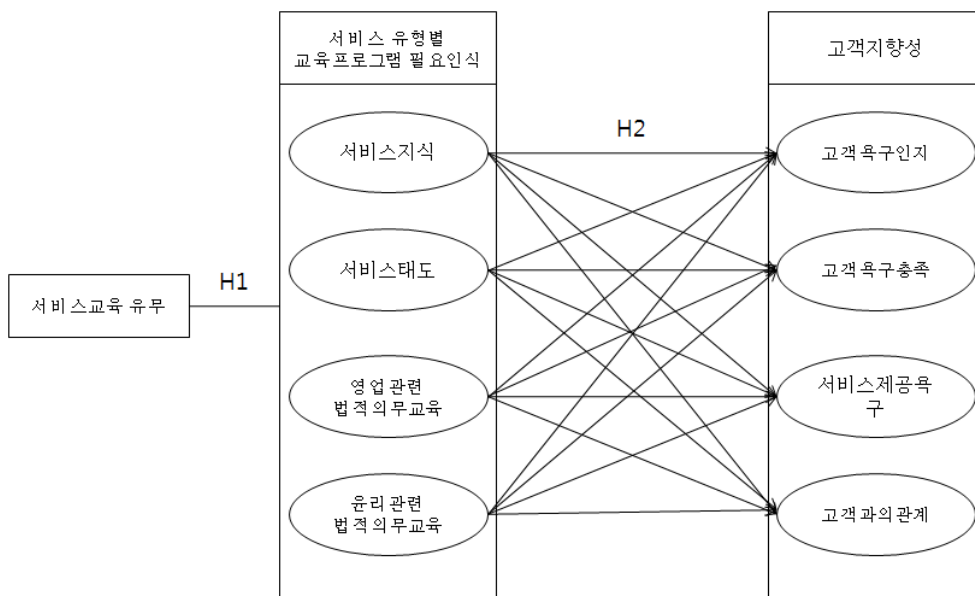 서비스 유형별
교육프로그램 필요인식
고객지향성
서비스지식
H2
고객욕구인지
서비스태도
고객욕구충족
H1
서비스교육 유무
영업관련
법적의무교육
서비스제공욕
구
윤리관련
법적의무교육
고객과의관계